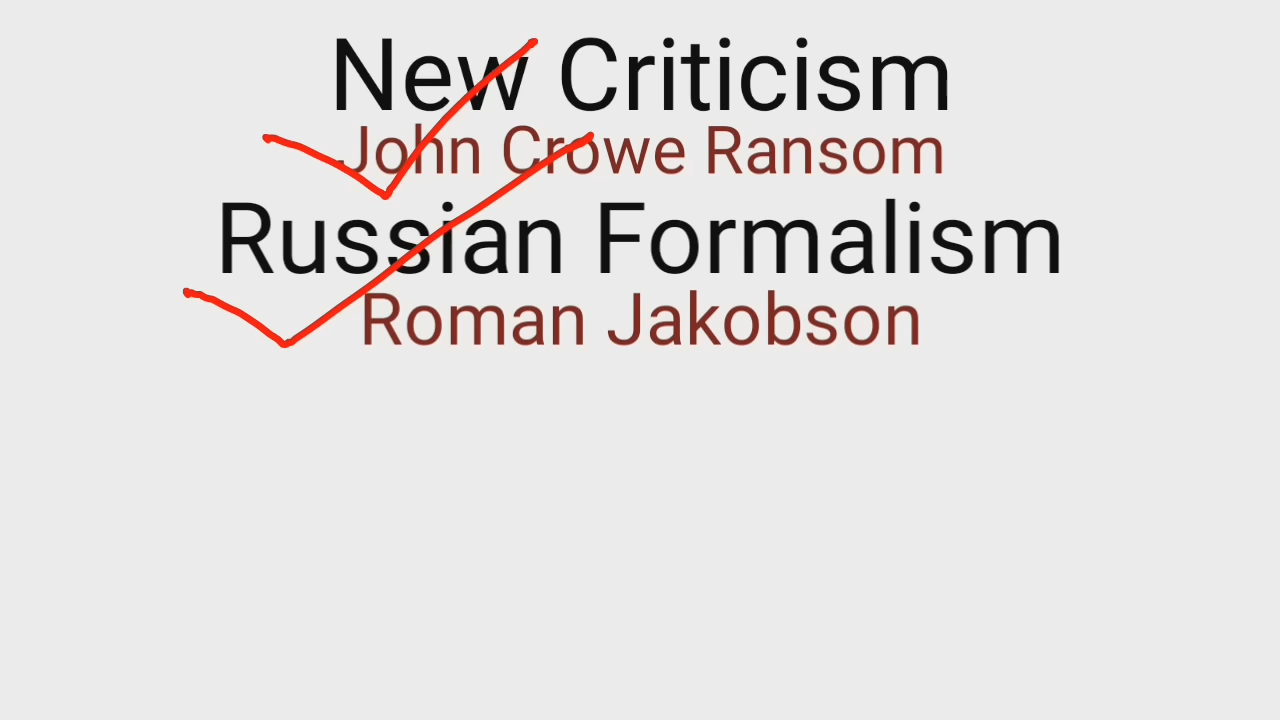 New Criticism
John Crowe Ransom
Russian Formalism
Roman Jakobson